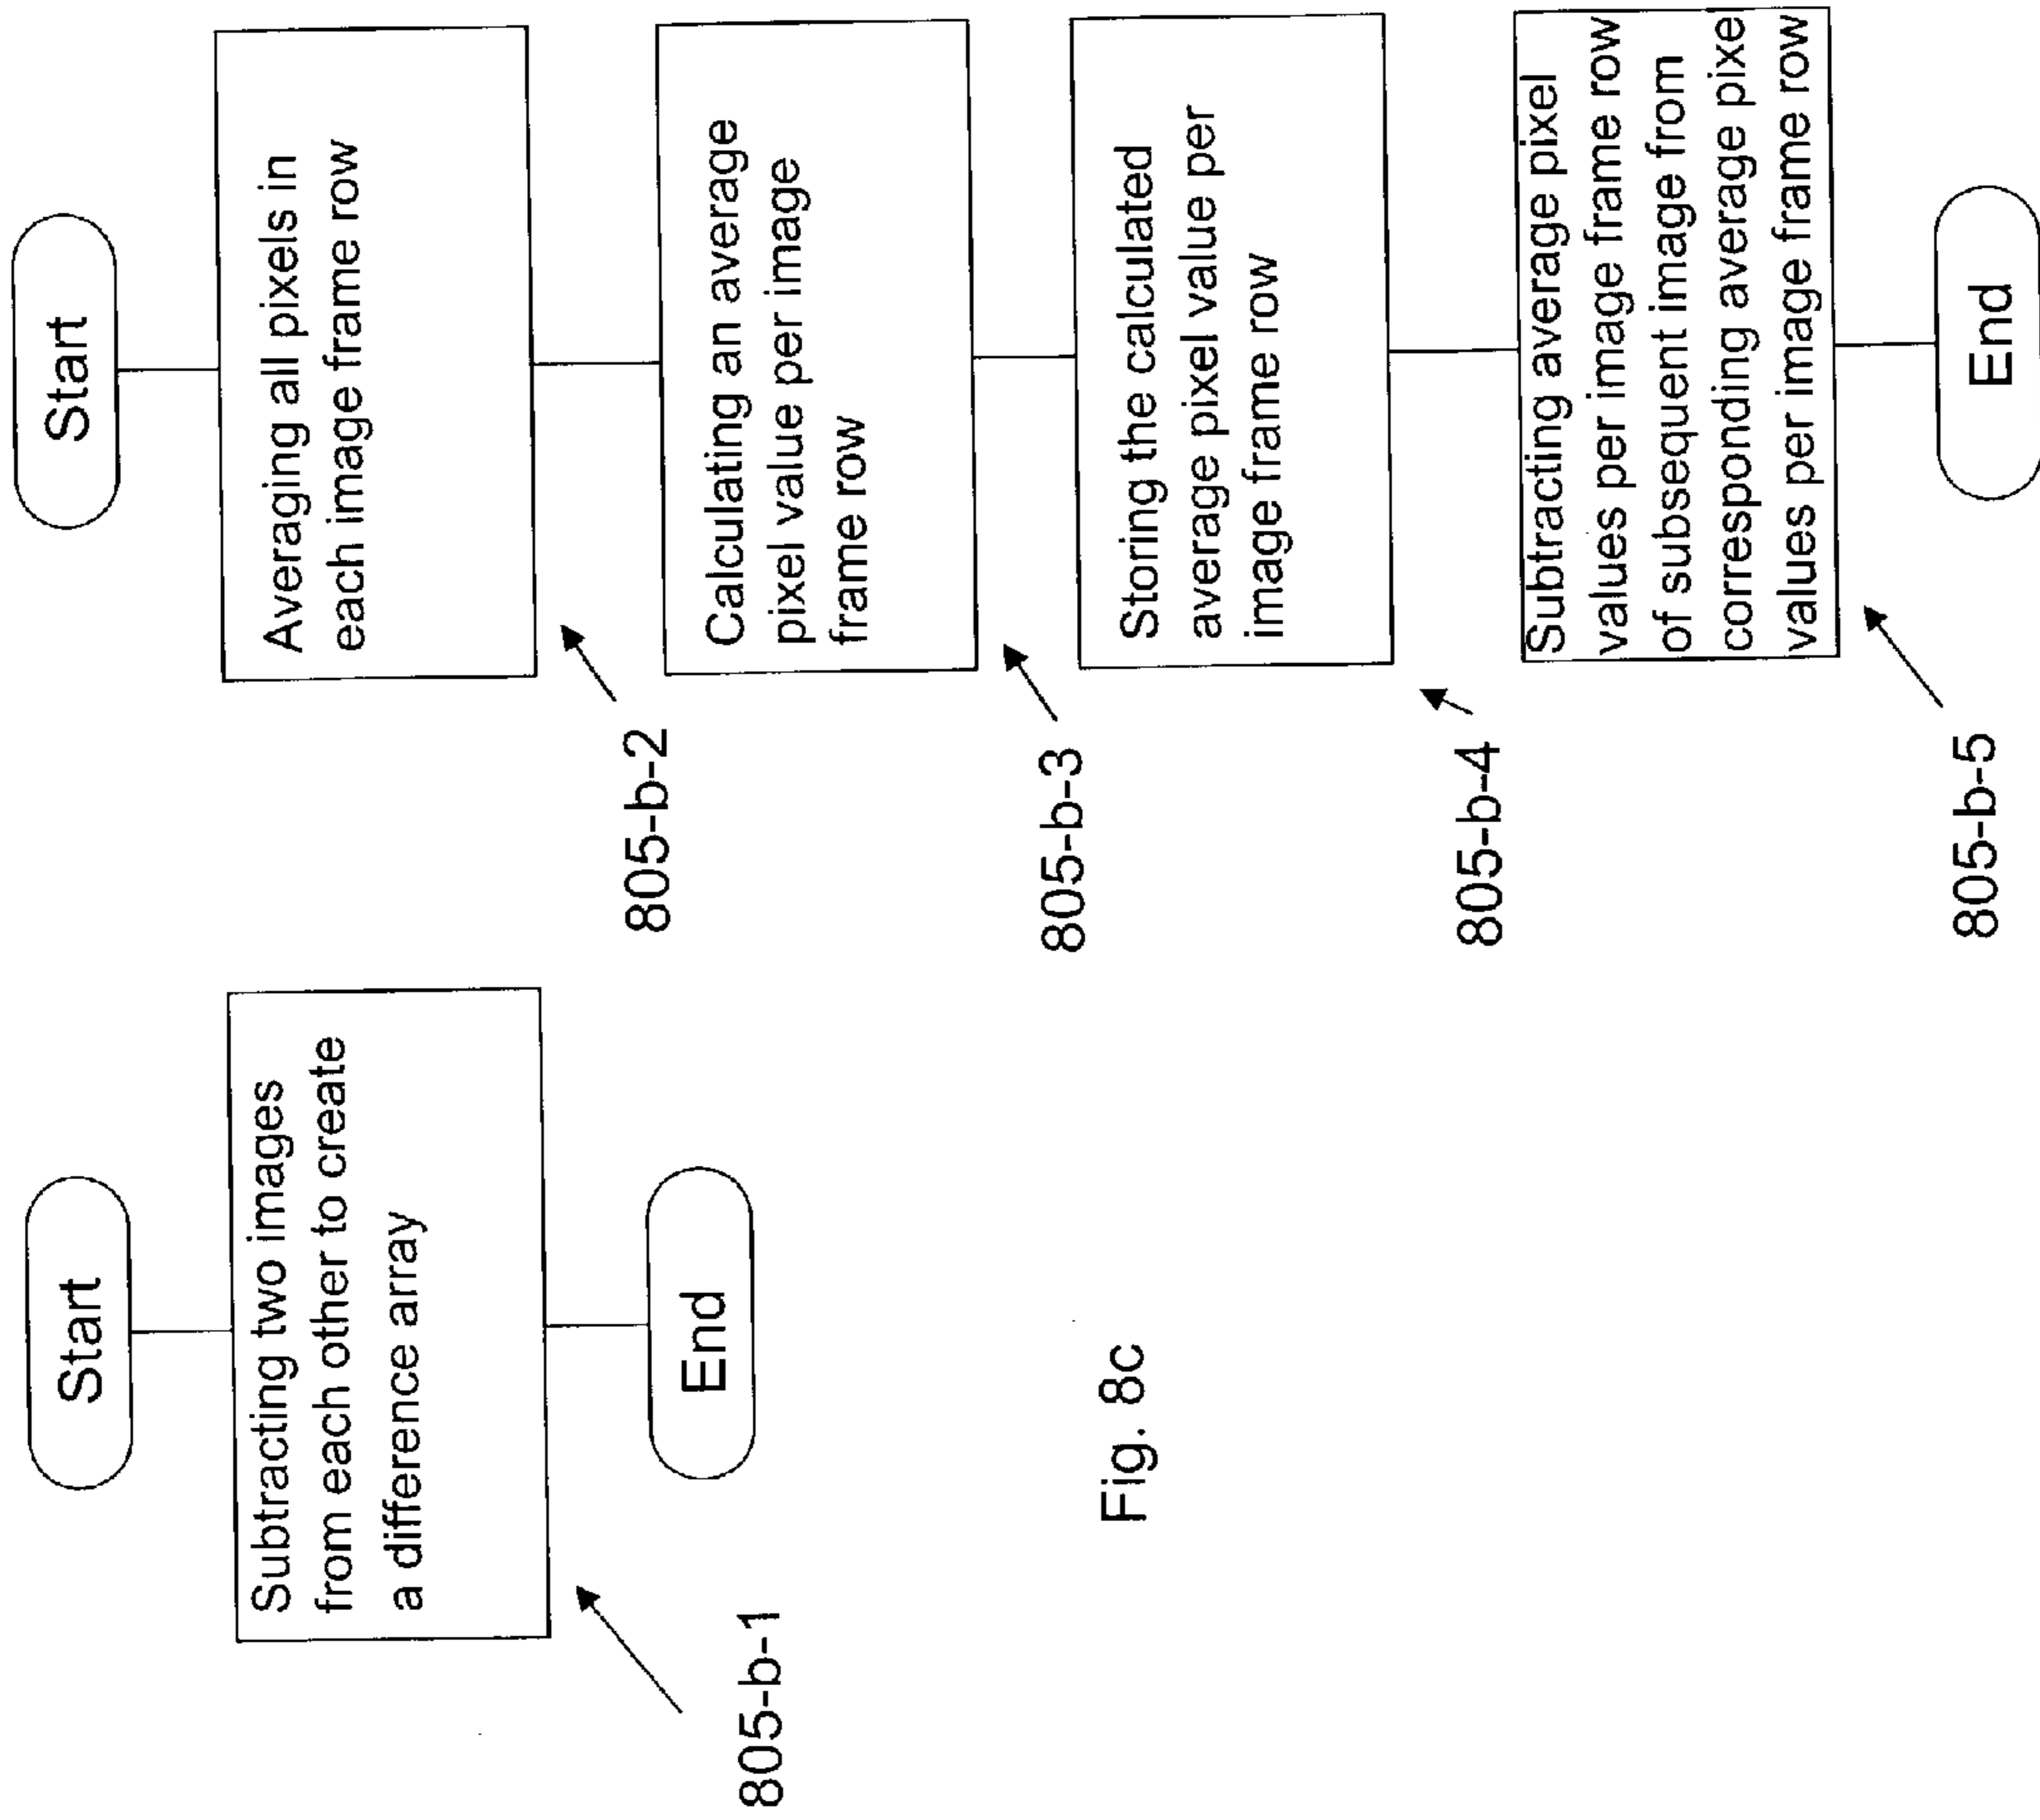 Start
Subtracting two images
from each other to create
a difference array
805-b-1
End
Start
Averaging all pixels in
each image frame row
805-b-2
Calculating an average
pixel value per image
frame row
805-b-3
Storing the calculated
average pixel value per
image frame row
805-b-4
Subtracting average pixel
values per image frame row
of subsequent image from
corresponding average pixe
values per image frame row
805-b-5
End
Fig. 8c